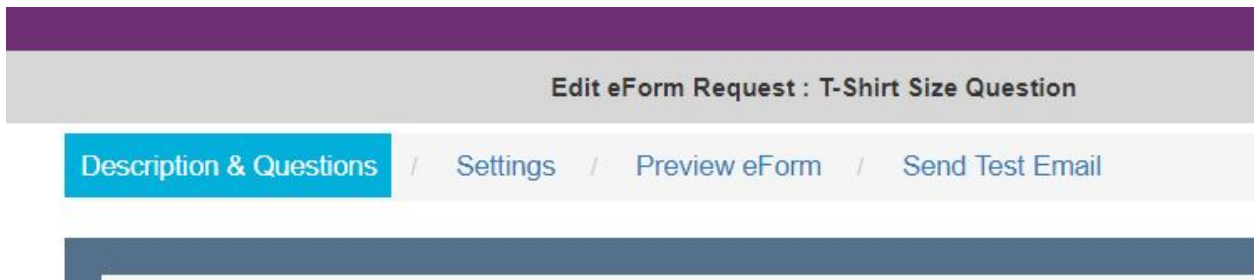 Edit eForm Request : T-Shirt Size Question
Description & Questions / Settings / Preview eForm / Send Test Email